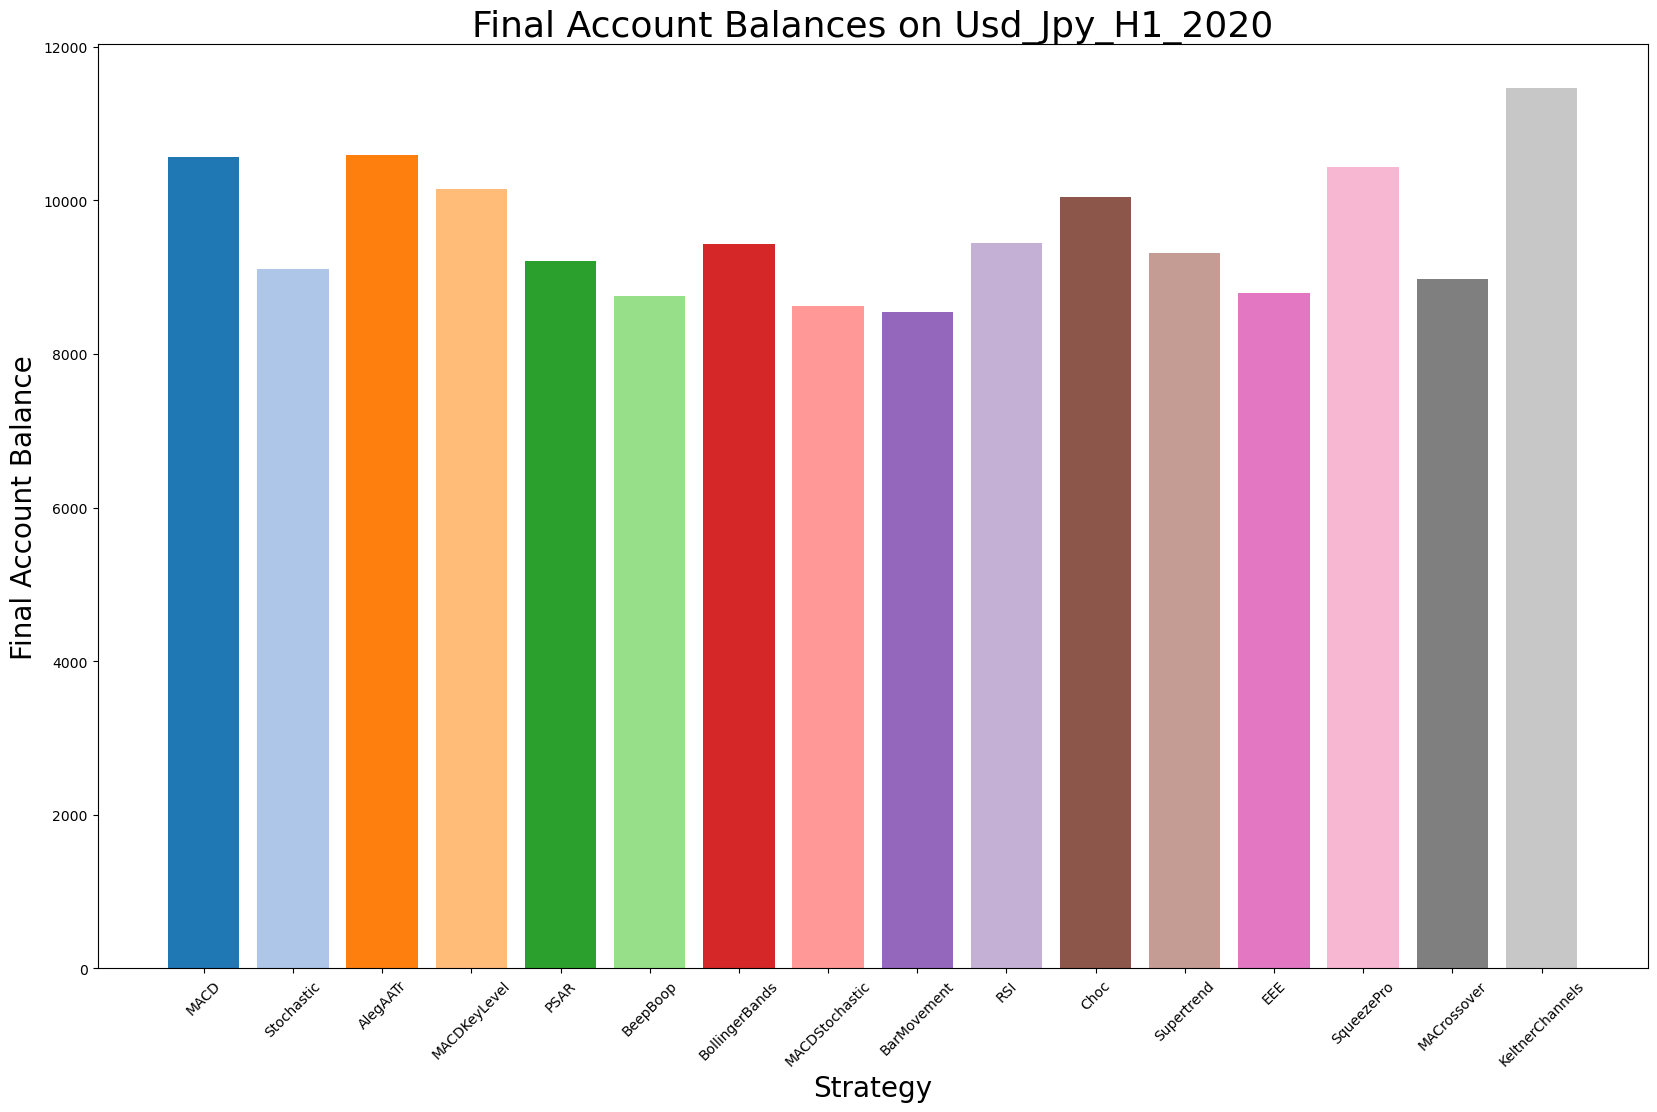 Final Account Balances on Usd_Jpy_H1_2020
Final Account Balance
12000
10000
8000
6000
4000
2000
0
MACD
Stochastic
AlegAATr
MACDKeyLevel
PSAR
BeepBoop
BollingerBands
MACDStochastic
BarMovement
RSI
Choc
Supertrend
EEE
SqueezePro
MACrossover
KeltnerChannels
Strategy